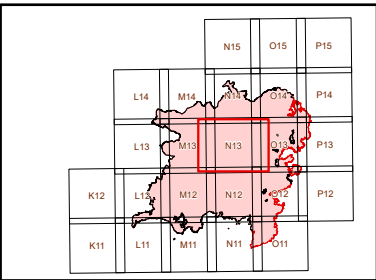 N15 O15 P15
L14 M14 N14 O14 P14
L13 M13 N13 O13 P13
K12 L12 M12 N12 O12 P12
K11 L11 M11 N11 O11